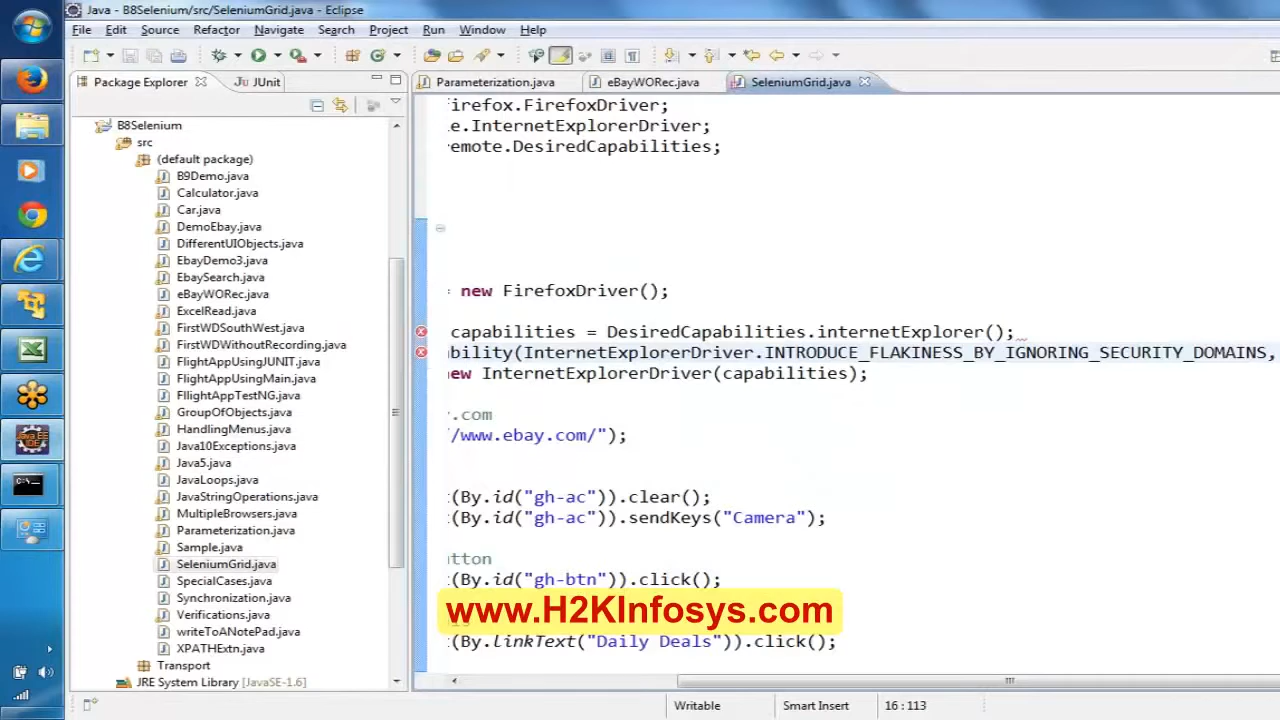 Java - B8Selenium/src/SeleniumGrid.java - Eclipse
File Edit Source Refactor Navigate Search Project Run Window Help
Package Explorer JUnit Parameterization.java eBayWORec.java SeleniumGrid.java
B8Selenium
src
(default package)
B9Demo.java
Calculator.java
Car.java
DemoEbay.java
DifferentUIObjects.java
EbayDemo3.java
EbaySearch.java
eBayWORec.java
ExcelRead.java
FirstWDSouthWest.java
FirstWDWithoutRecording.java
FlightAppUsingJUNIT.java
FlightAppUsingMain.java
FllightAppTestNG.java
GroupOfObjects.java
HandlingMenus.java
Java10Exceptions.java
Java5.java
JavaLoops.java
JavaStringOperations.java
MultipleBrowsers.java
Parameterization.java
Sample.java
SeleniumGrid.java
SpecialCases.java
Synchronization.java
Verifications.java
writeToANotePad.java
XPATHExtn.java
Transport
JRE System Library [JavaSE-1.6]
irefox.FirefoxDriver;
e.InternetExplorerDriver;
emote.DesiredCapabilities;
new FirefoxDriver();
capabilities = DesiredCapabilities.internetExplorer();
bility(InternetExplorerDriver.INTRODUCE_FLAKINESS_BY_IGNORING_SECURITY_DOMAINS,
new InternetExplorerDriver(capabilities);
y.com
//www.ebay.com/");
(By.id("gh-ac")).clear();
(By.id("gh-ac")).sendKeys("Camera");
utton
(By.id("gh-btn")).click();
www.H2KInfosys.com
(By.linkText("Daily Deals")).click();
Writable Smart Insert 16 : 113